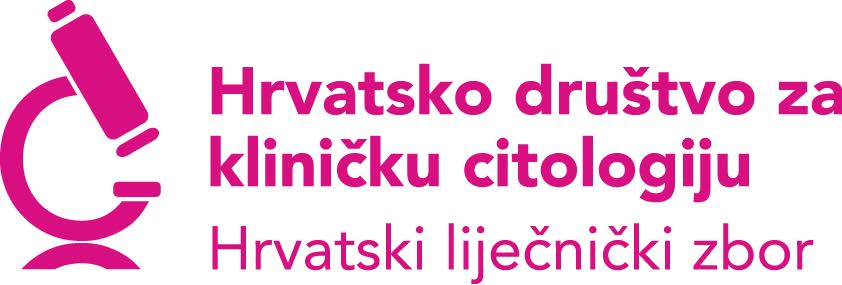 Hrvatsko društvo za
kliničku citologiju
Hrvatski liječnički zbor